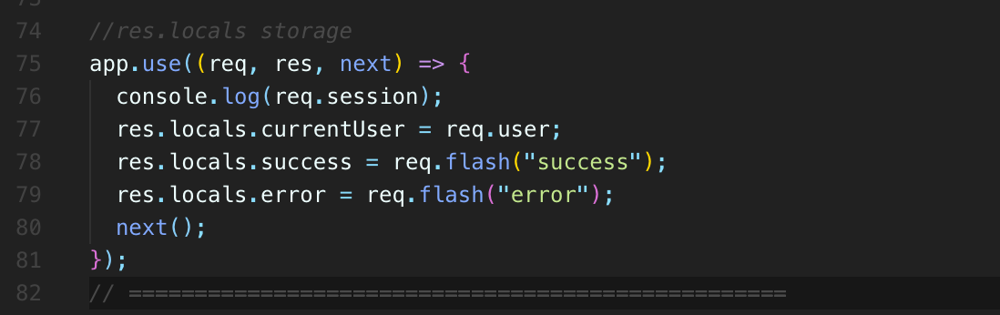 74 //res.locals storage
75 app.use((req, res, next) => {
76 console.log(req.session);
77 res.locals.currentUser = req.user;
78 res.locals.success = req.flash("success");
79 res.locals.error = req.flash("error");
80 next();
81 });
82 // ==================================================